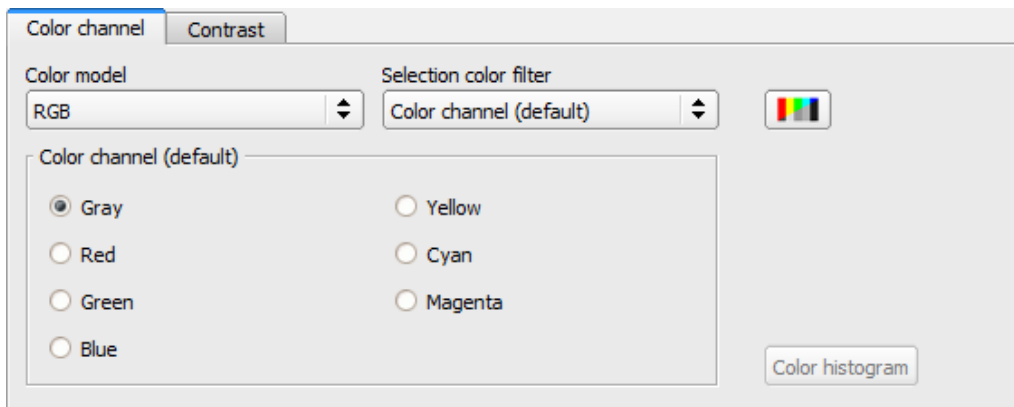 Color channel
Contrast
Color model
Selection color filter
RGB
Color channel (default)
Color channel (default)
Gray
Yellow
Red
Cyan
Green
Magenta
Blue
Color histogram